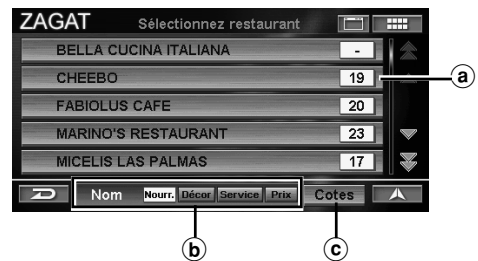 ZAGAT Sélectionnez restaurant
BELLA CUCINA ITALIANA -
CHEEBO 19
a
FABIOLUS CAFE 20
MARINO'S RESTAURANT 23
MICELIS LAS PALMAS 17
Nom Nourr. Décor Service Prix Cotes
b c